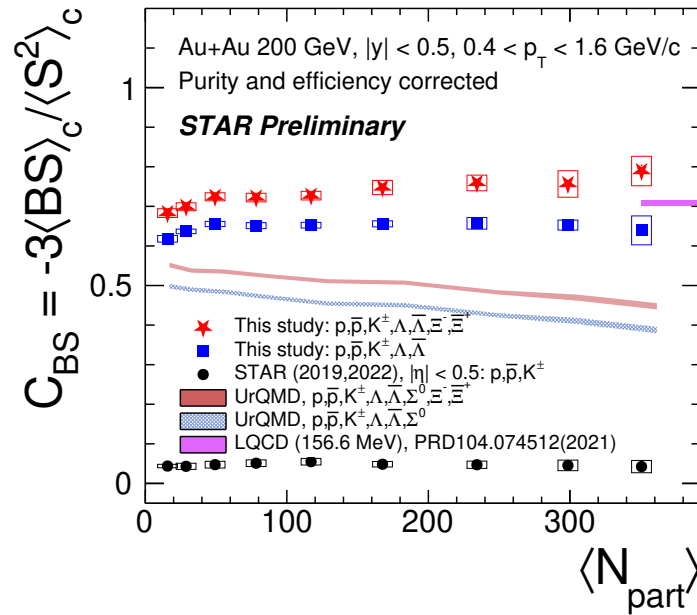 Au+Au 200 GeV, |y| < 0.5, 0.4 < p_T < 1.6 GeV/c
Purity and efficiency corrected
STAR Preliminary
C_BS = -3⟨BS⟩_c/⟨S²⟩_c
1
0.5
0
This study: p,p̅,K^±,Λ,Λ̅,Ξ⁻,Ξ̅⁺
This study: p,p̅,K^±,Λ,Λ̅
STAR (2019,2022), |η| < 0.5: p,p̅,K^±
UrQMD, p,p̅,K^±,Λ,Λ̅,Σ⁰,Ξ⁻,Ξ̅⁺
UrQMD, p,p̅,K^±,Λ,Λ̅,Σ⁰
LQCD (156.6 MeV), PRD104.074512(2021)
0 100 200 300
⟨N_part⟩